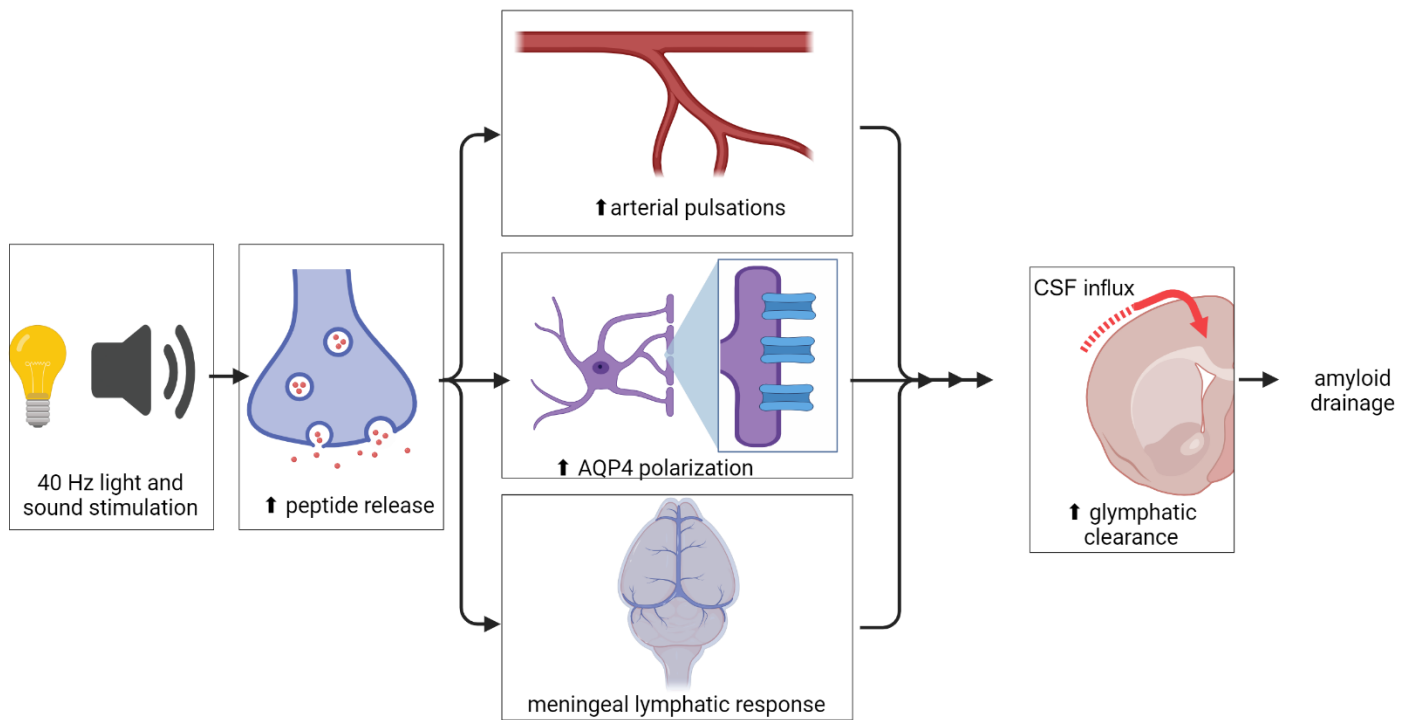 40 Hz light and
sound stimulation
⬆ peptide release
⬆arterial pulsations
⬆ AQP4 polarization
meningeal lymphatic response
CSF influx
⬆ glymphatic
clearance
amyloid
drainage